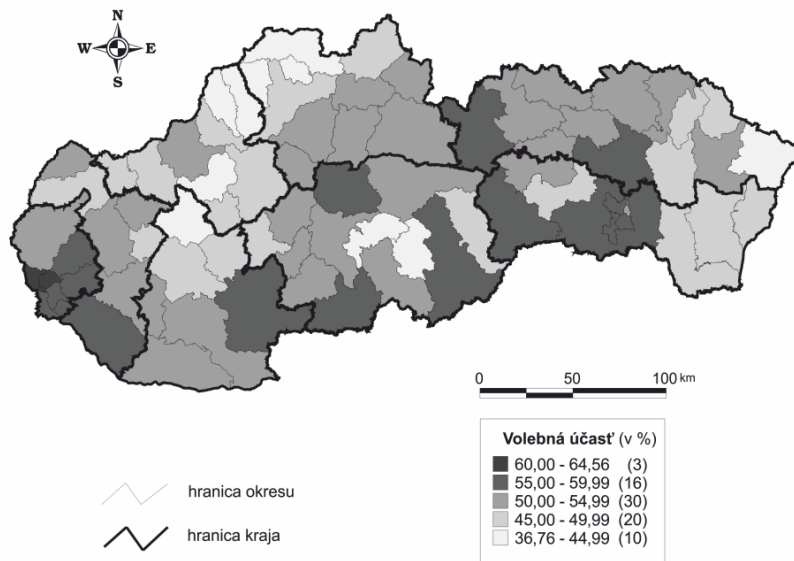 N
W E
S
0 50 100 km
Volebná účasť (v %)
60,00 - 64,56 (3)
55,00 - 59,99 (16)
50,00 - 54,99 (30)
45,00 - 49,99 (20)
36,76 - 44,99 (10)
hranica okresu
hranica kraja